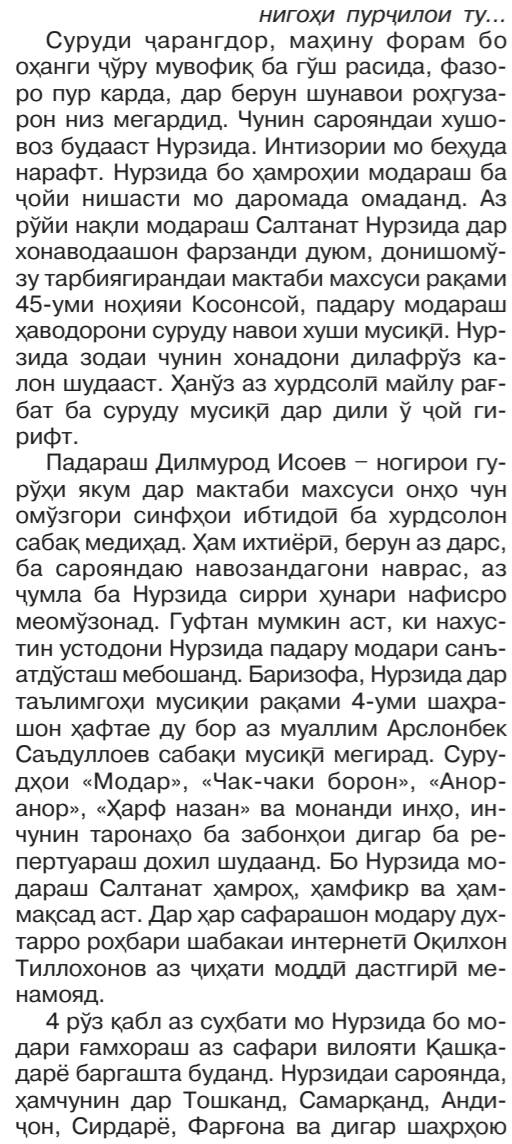 нигоҳи пурҷилои ту...
Суруди ҷарангдор, маҳину форам бо
оҳанги ҷӯру мувофиқ ба гӯш расида, фазо-
ро пур карда, дар берун шунавои роҳгуза-
рон низ мегардид. Чунин сарояндаи хушо-
воз будааст Нурзида. Интизории мо беҳуда
нарафт. Нурзида бо ҳамроҳии модараш ба
ҷойи нишасти мо даромада омаданд. Аз
рӯйи нақли модараш Салтанат Нурзида дар
хонаводаашон фарзанди дуюм, донишомӯ-
зу тарбиягирандаи мактаби махсуси рақами
45-уми ноҳияи Косонсой, падару модараш
ҳаводорони суруду навои хуши мусиқӣ. Нур-
зида зодаи чунин хонадони дилафрӯз ка-
лон шудааст. Ҳанӯз аз хурдсолӣ майлу рағ-
бат ба суруду мусиқӣ дар дили ӯ ҷой ги-
рифт.
Падараш Дилмурод Исоев – ногирои гу-
рӯҳи якум дар мактаби махсуси онҳо чун
омӯзгори синфҳои ибтидоӣ ба хурдсолон
сабақ медиҳад. Ҳам ихтиёрӣ, берун аз дарс,
ба сарояндаю навозандагони наврас, аз
ҷумла ба Нурзида сирри ҳунари нафисро
меомӯзонад. Гуфтан мумкин аст, ки нахус-
тин устодони Нурзида падару модари санъ-
атдӯсташ мебошанд. Баризофа, Нурзида дар
таълимгоҳи мусиқии рақами 4-уми шаҳра-
шон ҳафтае ду бор аз муаллим Арслонбек
Саъдуллоев сабақи мусиқӣ мегирад. Суру-
дҳои «Модар», «Чак-чаки борон», «Анор-
анор», «Ҳарф назан» ва монанди инҳо, ин-
чунин таронаҳо ба забонҳои дигар ба ре-
пертуараш дохил шудаанд. Бо Нурзида мо-
дараш Салтанат ҳамроҳ, ҳамфикр ва ҳам-
мақсад аст. Дар ҳар сафарашон модару дух-
тарро роҳбари шабакаи интернетӣ Оқилхон
Тиллохонов аз ҷиҳати моддӣ дастгирӣ ме-
намояд.
4 рӯз қабл аз суҳбати мо Нурзида бо мо-
дари ғамхораш аз сафари вилояти Қашқа-
дарё баргашта буданд. Нурзидаи сароянда,
ҳамчунин дар Тошканд, Самарқанд, Анди-
ҷон, Сирдарё, Фарғона ва дигар шаҳрҳою